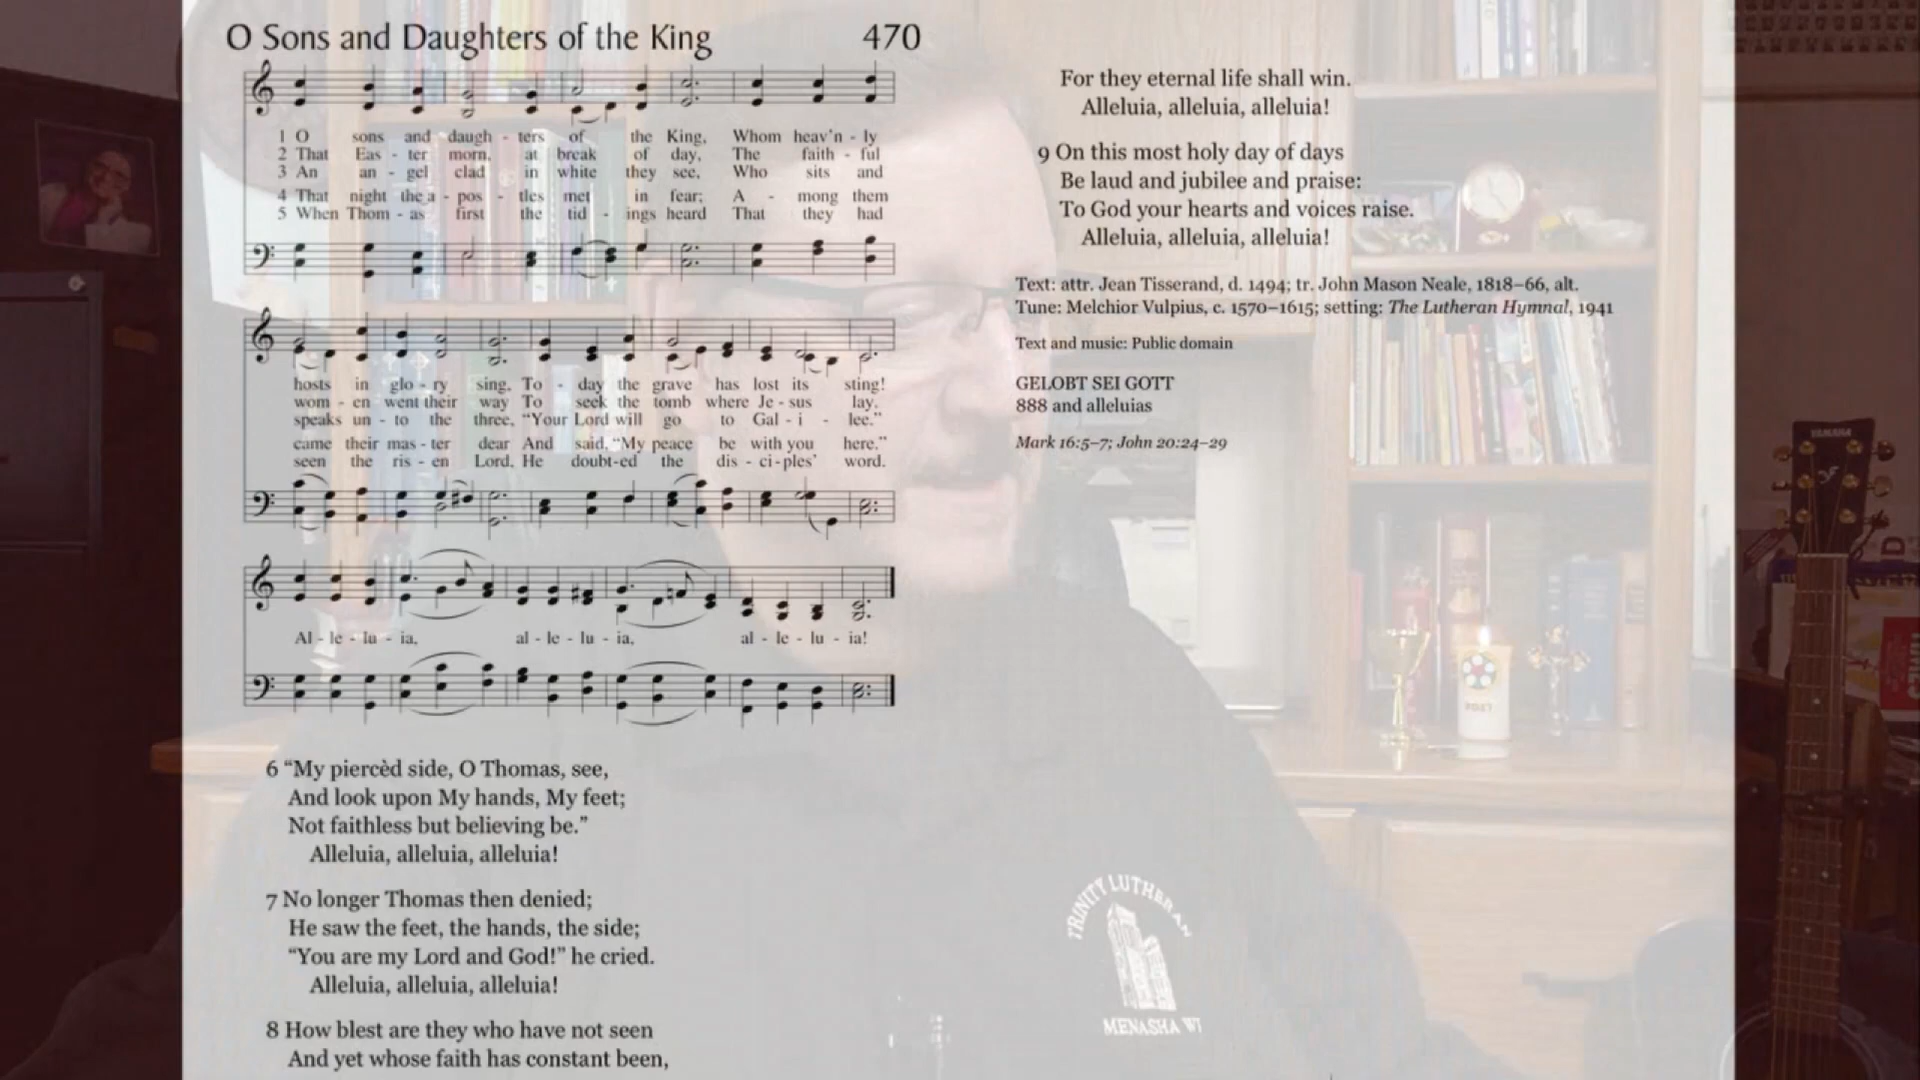 O Sons and Daughters of the King 470
1 O sons and daugh - ters of the King, Whom heav'n - ly
2 That Eas - ter morn, at break of day, The faith - ful
3 An an - gel clad in white they see, Who sits and
4 That night the a - pos - tles met in fear; A - mong them
5 When Thom - as first the tid - ings heard That they had
hosts in glo - ry sing, To - day the grave has lost its sting!
wom - en went their way To seek the tomb where Je - sus lay.
speaks un - to the three, “Your Lord will go to Gal - i - lee.”
came their mas - ter dear And said, “My peace be with you here.”
seen the ris - en Lord, He doubt-ed the dis - ci-ples’ word.
Al - le - lu - ia, al - le - lu - ia, al - le - lu - ia!
6 “My piercèd side, O Thomas, see,
And look upon My hands, My feet;
Not faithless but believing be.”
Alleluia, alleluia, alleluia!
7 No longer Thomas then denied;
He saw the feet, the hands, the side;
“You are my Lord and God!” he cried.
Alleluia, alleluia, alleluia!
8 How blest are they who have not seen
And yet whose faith has constant been,
For they eternal life shall win.
Alleluia, alleluia, alleluia!
9 On this most holy day of days
Be laud and jubilee and praise:
To God your hearts and voices raise.
Alleluia, alleluia, alleluia!
Text: attr. Jean Tisserand, d. 1494; tr. John Mason Neale, 1818–66, alt.
Tune: Melchior Vulpius, c. 1570–1615; setting: The Lutheran Hymnal, 1941
Text and music: Public domain
GELOBT SEI GOTT
888 and alleluias
Mark 16:5–7; John 20:24–29
YAMAHA
TRINITY LUTHERAN
MENASHA WI